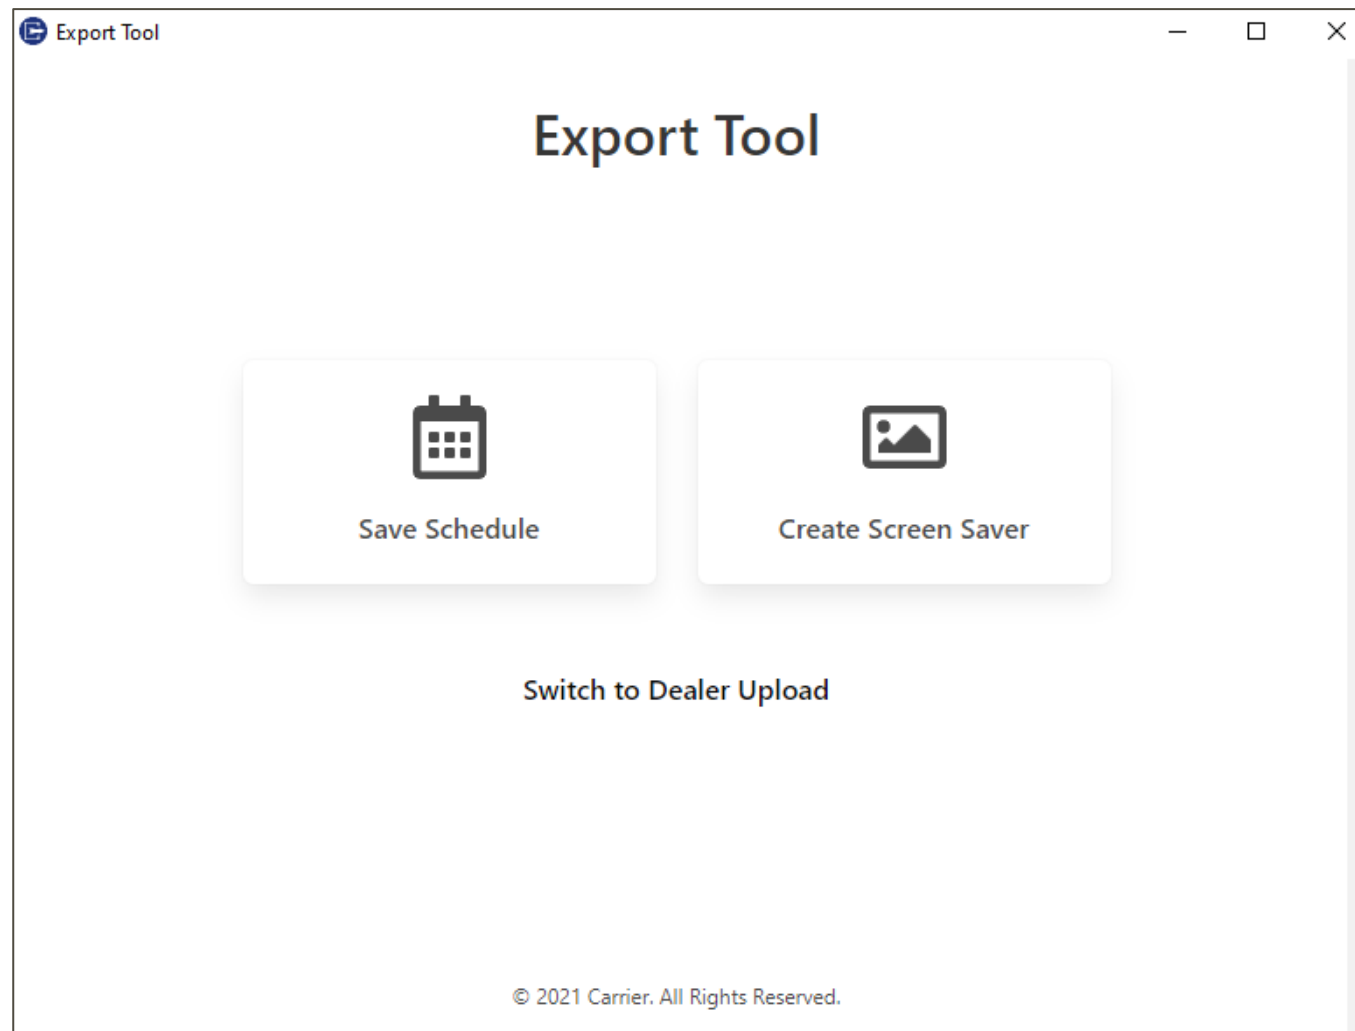 Export Tool
Export Tool
Save Schedule
Create Screen Saver
Switch to Dealer Upload
© 2021 Carrier. All Rights Reserved.